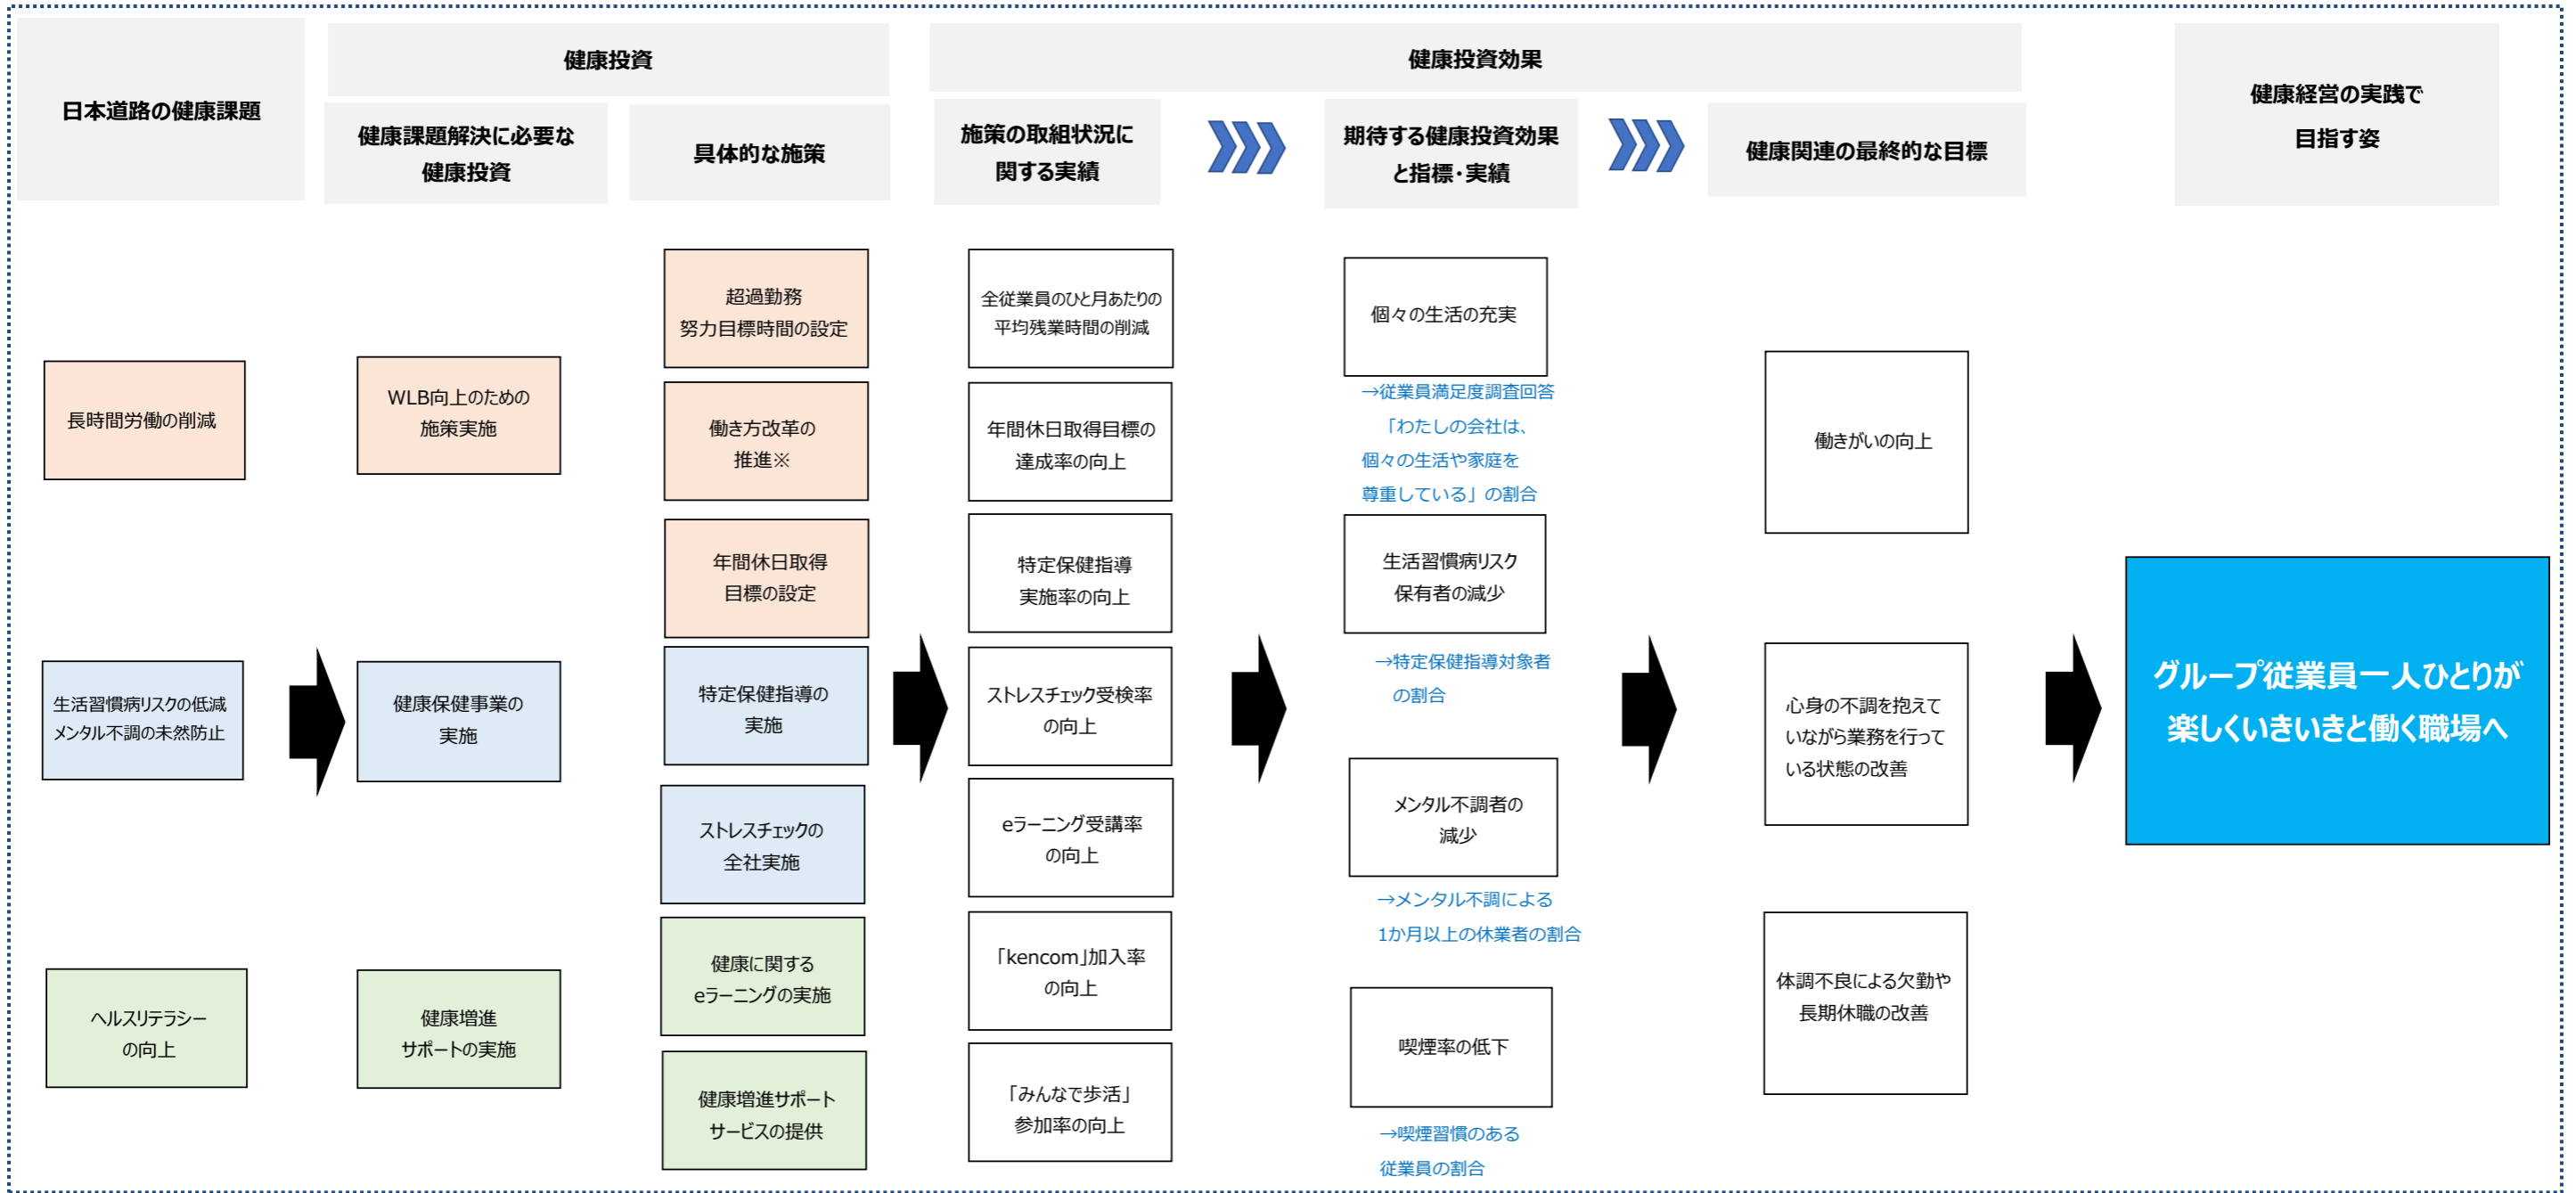 日本道路の健康課題
健康投資
健康課題解決に必要な
健康投資
具体的な施策
健康投資効果
施策の取組状況に
関する実績
期待する健康投資効果
と指標・実績
健康関連の最終的な目標
健康経営の実践で
目指す姿
長時間労働の削減
生活習慣病リスクの低減
メンタル不調の未然防止
ヘルスリテラシー
の向上
WLB向上のための
施策実施
健康保健事業の
実施
健康増進
サポートの実施
超過勤務
努力目標時間の設定
働き方改革の
推進※
年間休日取得
目標の設定
特定保健指導の
実施
ストレスチェックの
全社実施
健康に関する
eラーニングの実施
健康増進サポート
サービスの提供
全従業員のひと月あたりの
平均残業時間の削減
年間休日取得目標の
達成率の向上
特定保健指導
実施率の向上
ストレスチェック受検率
の向上
eラーニング受講率
の向上
「kencom」加入率
の向上
「みんなで歩活」
参加率の向上
個々の生活の充実
→従業員満足度調査回答
「わたしの会社は、
個々の生活や家庭を
尊重している」の割合
生活習慣病リスク
保有者の減少
→特定保健指導対象者
の割合
メンタル不調者の
減少
→メンタル不調による
1か月以上の休業者の割合
喫煙率の低下
→喫煙習慣のある
従業員の割合
働きがいの向上
心身の不調を抱えて
いながら業務を行って
いる状態の改善
体調不良による欠勤や
長期休職の改善
グループ従業員一人ひとりが
楽しくいきいきと働く職場へ